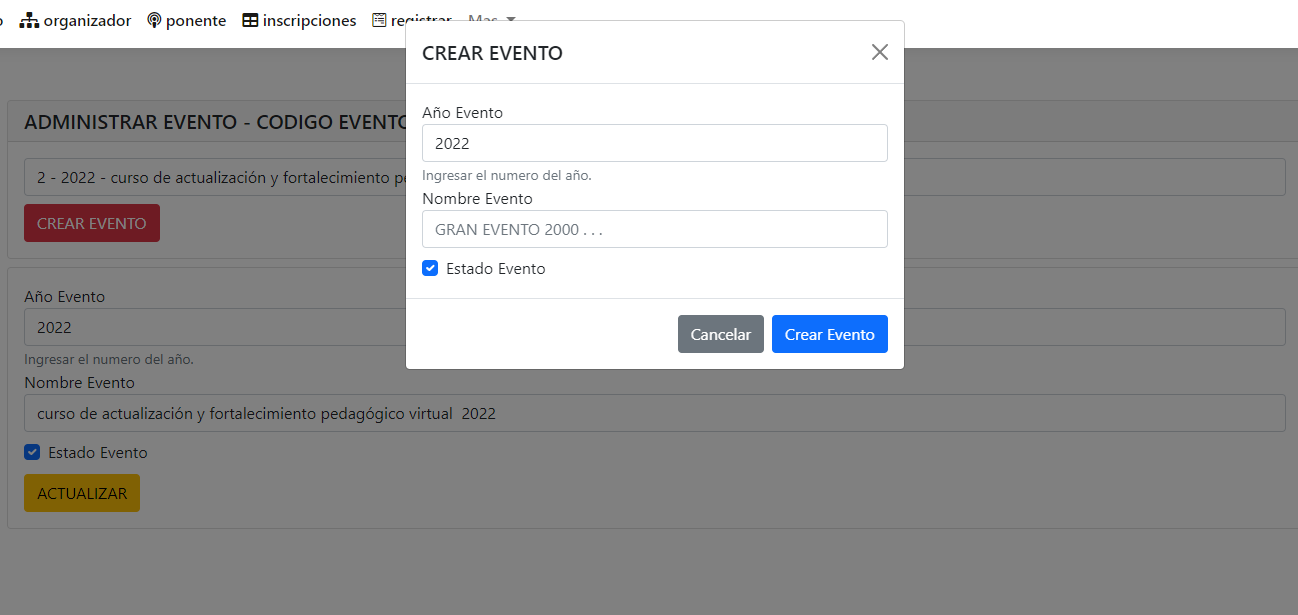 organizador ponente inscripciones registrar Mas
CREAR EVENTO
Año Evento
2022
Ingresar el numero del año.
Nombre Evento
GRAN EVENTO 2000 . . .
Estado Evento
Cancelar Crear Evento
ADMINISTRAR EVENTO - CODIGO EVENTO
2 - 2022 - curso de actualización y fortalecimiento
CREAR EVENTO
Año Evento
2022
Ingresar el numero del año.
Nombre Evento
curso de actualización y fortalecimiento pedagógico virtual 2022
Estado Evento
ACTUALIZAR